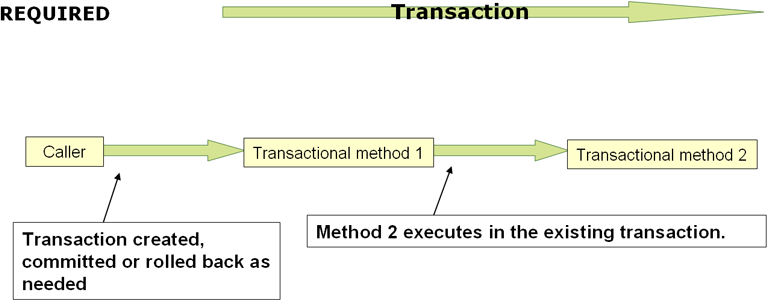 REQUIRED
Transaction
Caller
Transactional method 1
Transactional method 2
Transaction created,
committed or rolled back as
needed
Method 2 executes in the existing transaction.